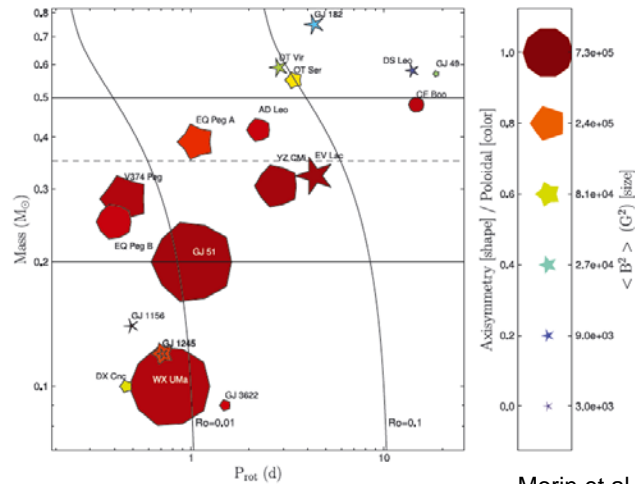 0.8
0.7
0.6
0.5
0.4
0.3
0.2
0.1
Mass (M⊙)
GJ 182
OT Vir
OT Ser
DS Leo
GJ 49
CE Boo
AD Leo
EQ Peg A
YZ CMi
EV Lac
V374 Peg
EQ Peg B
GJ 51
GJ 1156
GJ 1245
DX Cnc
WX UMa
GJ 3622
Ro=0.01
Ro=0.1
1
10
P_rot (d)
Axisymmetry [shape] / Poloidal [color]
1.0
0.8
0.6
0.4
0.2
0.0
7.3e+05
2.4e+05
8.1e+04
2.7e+04
9.0e+03
3.0e+03
< B² > (G²) [size]